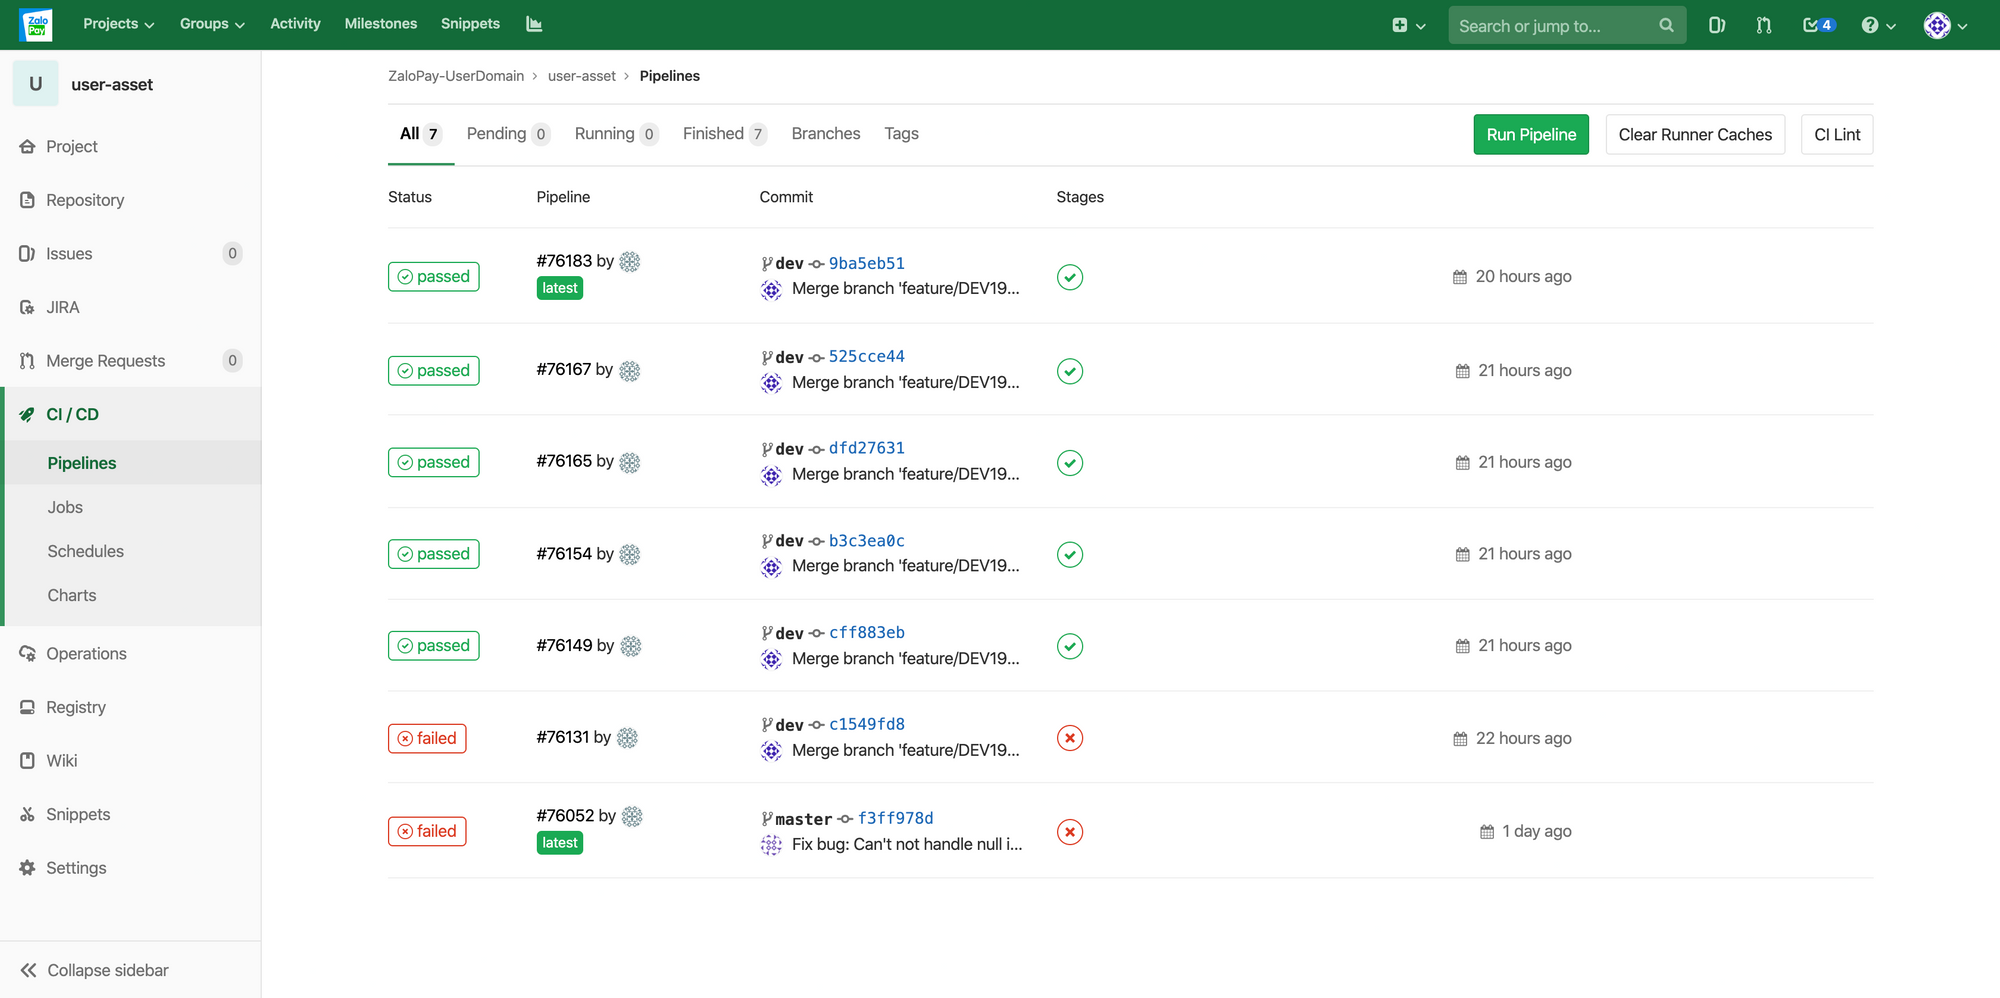 Zalo Pay
Projects Groups Activity Milestones Snippets
Search or jump to...
4
U user-asset
Project
Repository
Issues 0
JIRA
Merge Requests 0
CI / CD
Pipelines
Jobs
Schedules
Charts
Operations
Registry
Wiki
Snippets
Settings
Collapse sidebar
ZaloPay-UserDomain › user-asset › Pipelines
All 7 Pending 0 Running 0 Finished 7 Branches Tags
Run Pipeline Clear Runner Caches CI Lint
Status Pipeline Commit Stages
passed #76183 by dev 9ba5eb51 20 hours ago
latest Merge branch 'feature/DEV19...
passed #76167 by dev 525cce44 21 hours ago
Merge branch 'feature/DEV19...
passed #76165 by dev dfd27631 21 hours ago
Merge branch 'feature/DEV19...
passed #76154 by dev b3c3ea0c 21 hours ago
Merge branch 'feature/DEV19...
passed #76149 by dev cff883eb 21 hours ago
Merge branch 'feature/DEV19...
failed #76131 by dev c1549fd8 22 hours ago
Merge branch 'feature/DEV19...
failed #76052 by master f3ff978d 1 day ago
latest Fix bug: Can't not handle null i...